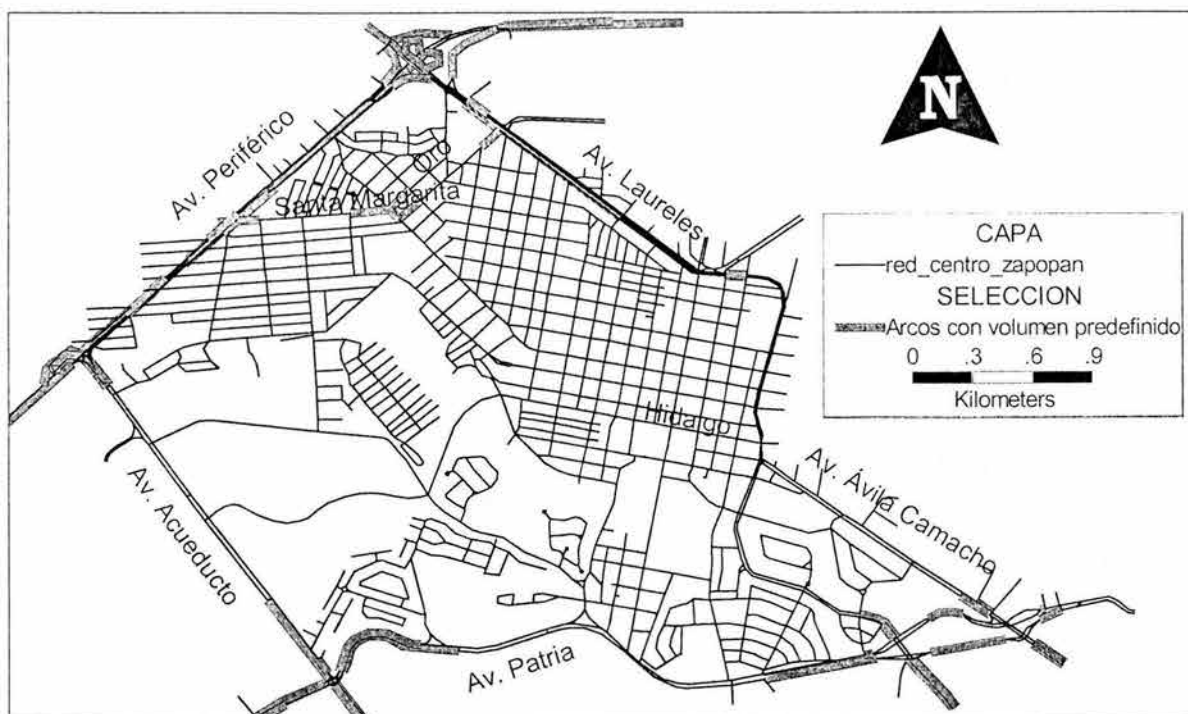 N
Av. Periférico
Oro
Santa Margarita
Av. Laureles
CAPA
red_centro_zapopan
SELECCION
Arcos con volumen predefinido
0 .3 .6 .9
Kilometers
Hidalgo
Av. Ávila Camacho
Av. Acueducto
Av. Patria